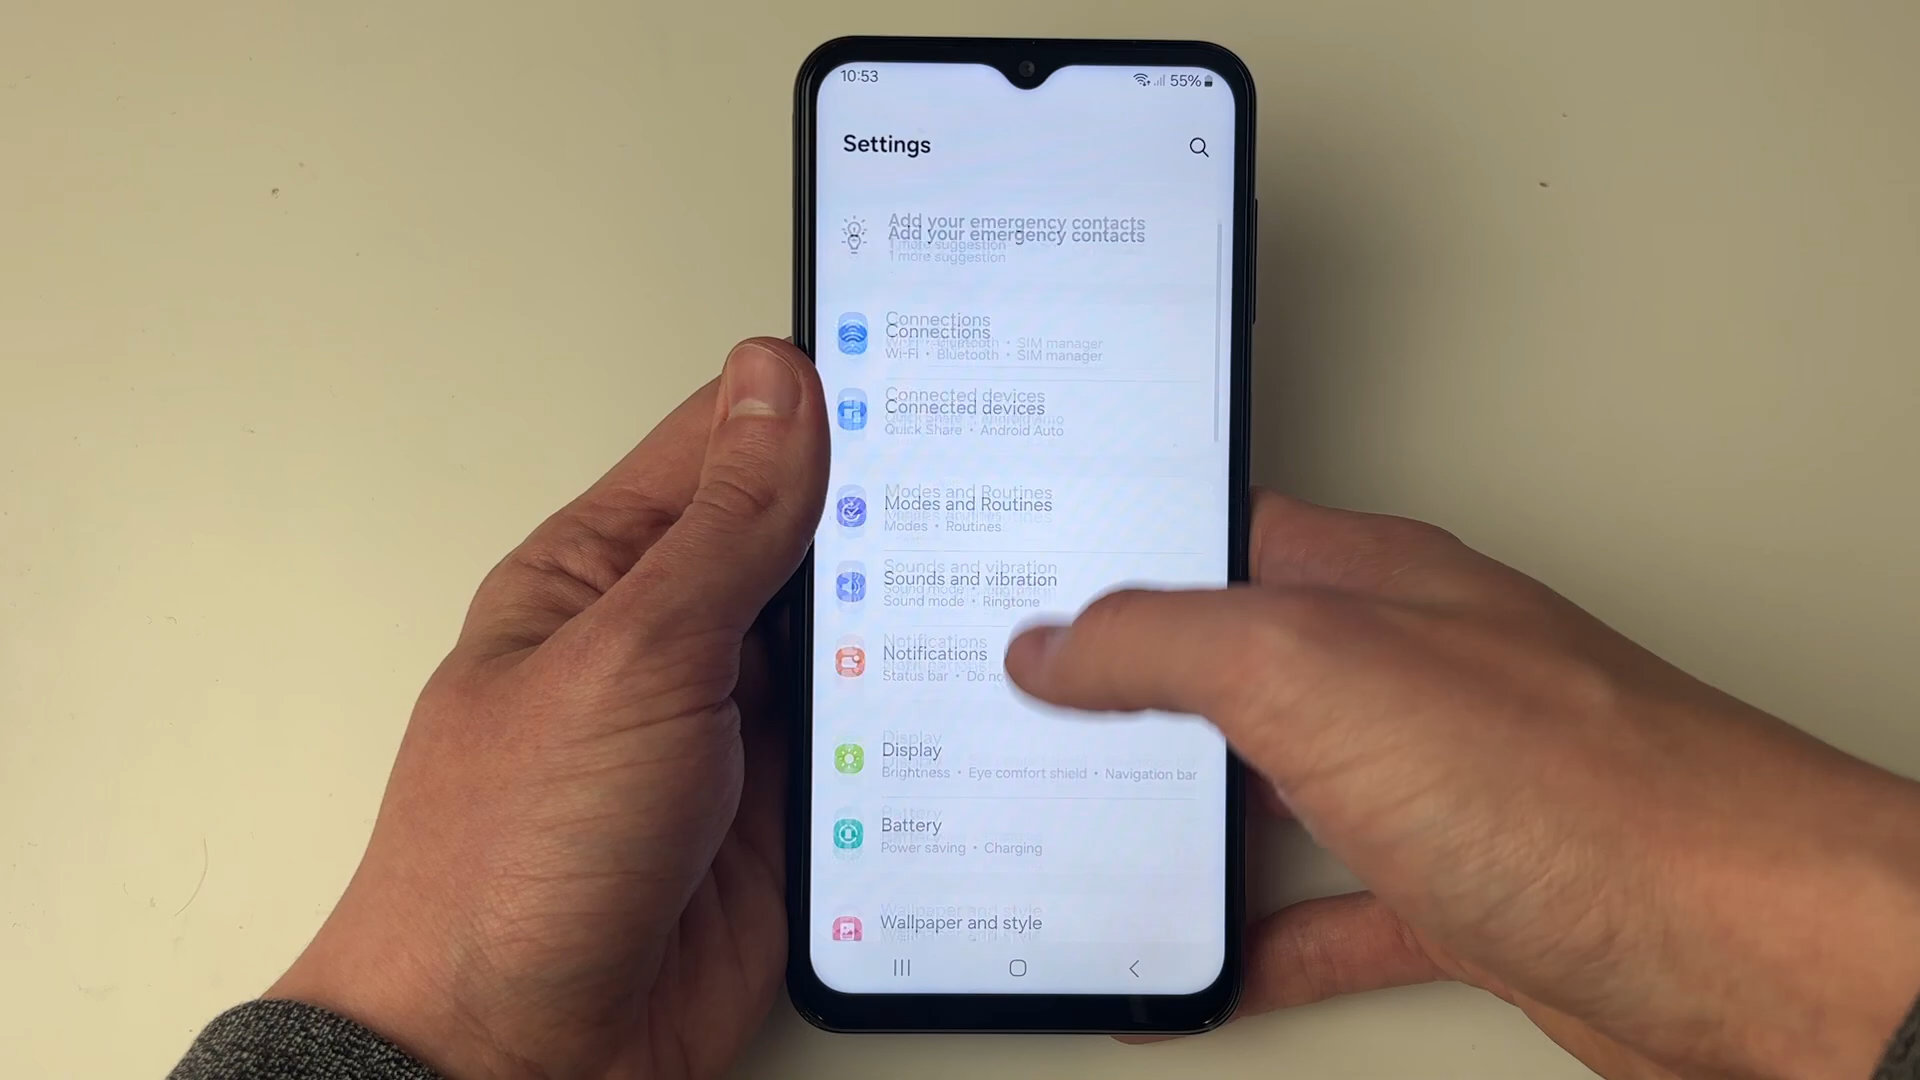 10:53
55%
Settings
Add your emergency contacts
1 more suggestion
Connections
Wi-Fi • Bluetooth • SIM manager
Connected devices
Quick Share • Android Auto
Modes and Routines
Modes • Routines
Sounds and vibration
Sound mode • Ringtone
Notifications
Status bar • Do no
Display
Brightness • Eye comfort shield • Navigation bar
Battery
Power saving • Charging
Wallpaper and style